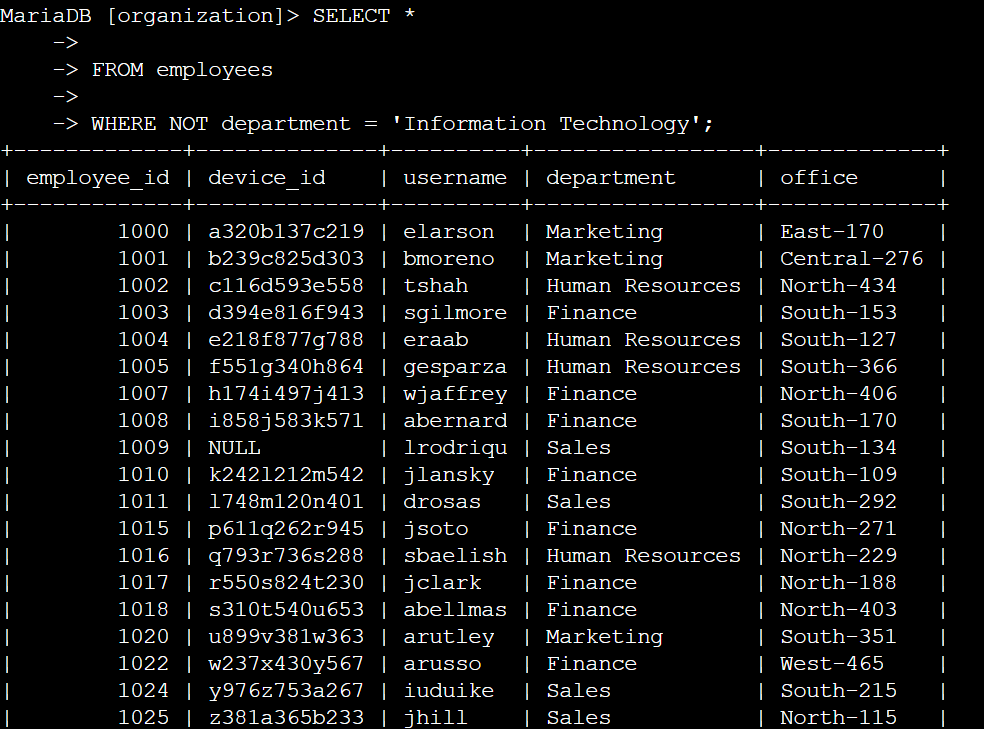 MariaDB [organization]> SELECT *
    ->
    -> FROM employees
    ->
    -> WHERE NOT department = 'Information Technology';
+-------------+--------------+----------+-----------------+-------------+
| employee_id | device_id    | username | department      | office      |
+-------------+--------------+----------+-----------------+-------------+
|        1000 | a320b137c219 | elarson  | Marketing       | East-170    |
|        1001 | b239c825d303 | bmoreno  | Marketing       | Central-276 |
|        1002 | c116d593e558 | tshah    | Human Resources | North-434   |
|        1003 | d394e816f943 | sgilmore | Finance         | South-153   |
|        1004 | e218f877g788 | eraab    | Human Resources | South-127   |
|        1005 | f551g340h864 | gesparza | Human Resources | South-366   |
|        1007 | h174i497j413 | wjaffrey | Finance         | North-406   |
|        1008 | i858j583k571 | abernard | Finance         | South-170   |
|        1009 | NULL         | lrodriqu | Sales           | South-134   |
|        1010 | k242l212m542 | jlansky  | Finance         | South-109   |
|        1011 | l748m120n401 | drosas   | Sales           | South-292   |
|        1015 | p611q262r945 | jsoto    | Finance         | North-271   |
|        1016 | q793r736s288 | sbaelish | Human Resources | North-229   |
|        1017 | r550s824t230 | jclark   | Finance         | North-188   |
|        1018 | s310t540u653 | abellmas | Finance         | North-403   |
|        1020 | u899v381w363 | arutley  | Marketing       | South-351   |
|        1022 | w237x430y567 | arusso   | Finance         | West-465    |
|        1024 | y976z753a267 | iuduike  | Sales           | South-215   |
|        1025 | z381a365b233 | jhill    | Sales           | North-115   |